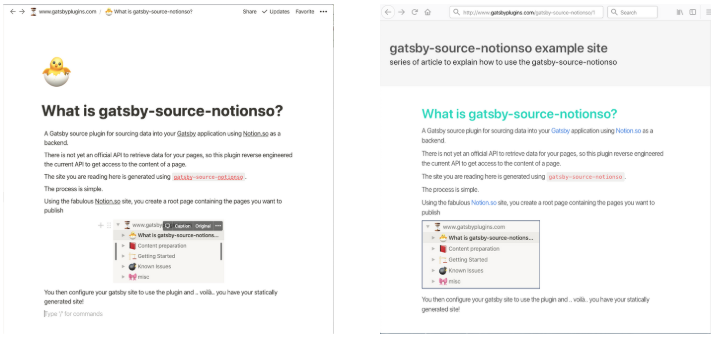 www.gatsbyplugins.com / What is gatsby-source-notionso? Share Updates Favorite
What is gatsby-source-notionso?
A Gatsby source plugin for sourcing data into your Gatsby application using Notion.so as a
backend.
There is not yet an official API to retrieve data for your pages, so this plugin reverse engineered
the current API to get access to the content of a page.
The site you are reading here is generated using gatsby-source-notionso.
The process is simple.
Using the fabulous Notion.so site, you create a root page containing the pages you want to
publish
www.gatsby Caption Original
What is gatsby-source-notions...
Content preparation
Getting Started
Known Issues
misc
You then configure your gatsby site to use the plugin and .. voilà.. you have your statically
generated site!
Type '/' for commands
http://www.gatsbyplugins.com/gatsby-source-notionso/1 Search
gatsby-source-notionso example site
series of article to explain how to use the gatsby-source-notionso
What is gatsby-source-notionso?
A Gatsby source plugin for sourcing data into your Gatsby application using Notion.so as a
backend.
There is not yet an official API to retrieve data for your pages, so this plugin reverse engineered
the current API to get access to the content of a page.
The site you are reading here is generated using gatsby-source-notionso.
The process is simple.
Using the fabulous Notion.so site, you create a root page containing the pages you want to
publish
www.gatsbyplugins.com
What is gatsby-source-notions...
Content preparation
Getting Started
Known Issues
misc
You then configure your gatsby site to use the plugin and .. voilà.. you have your statically
generated site!